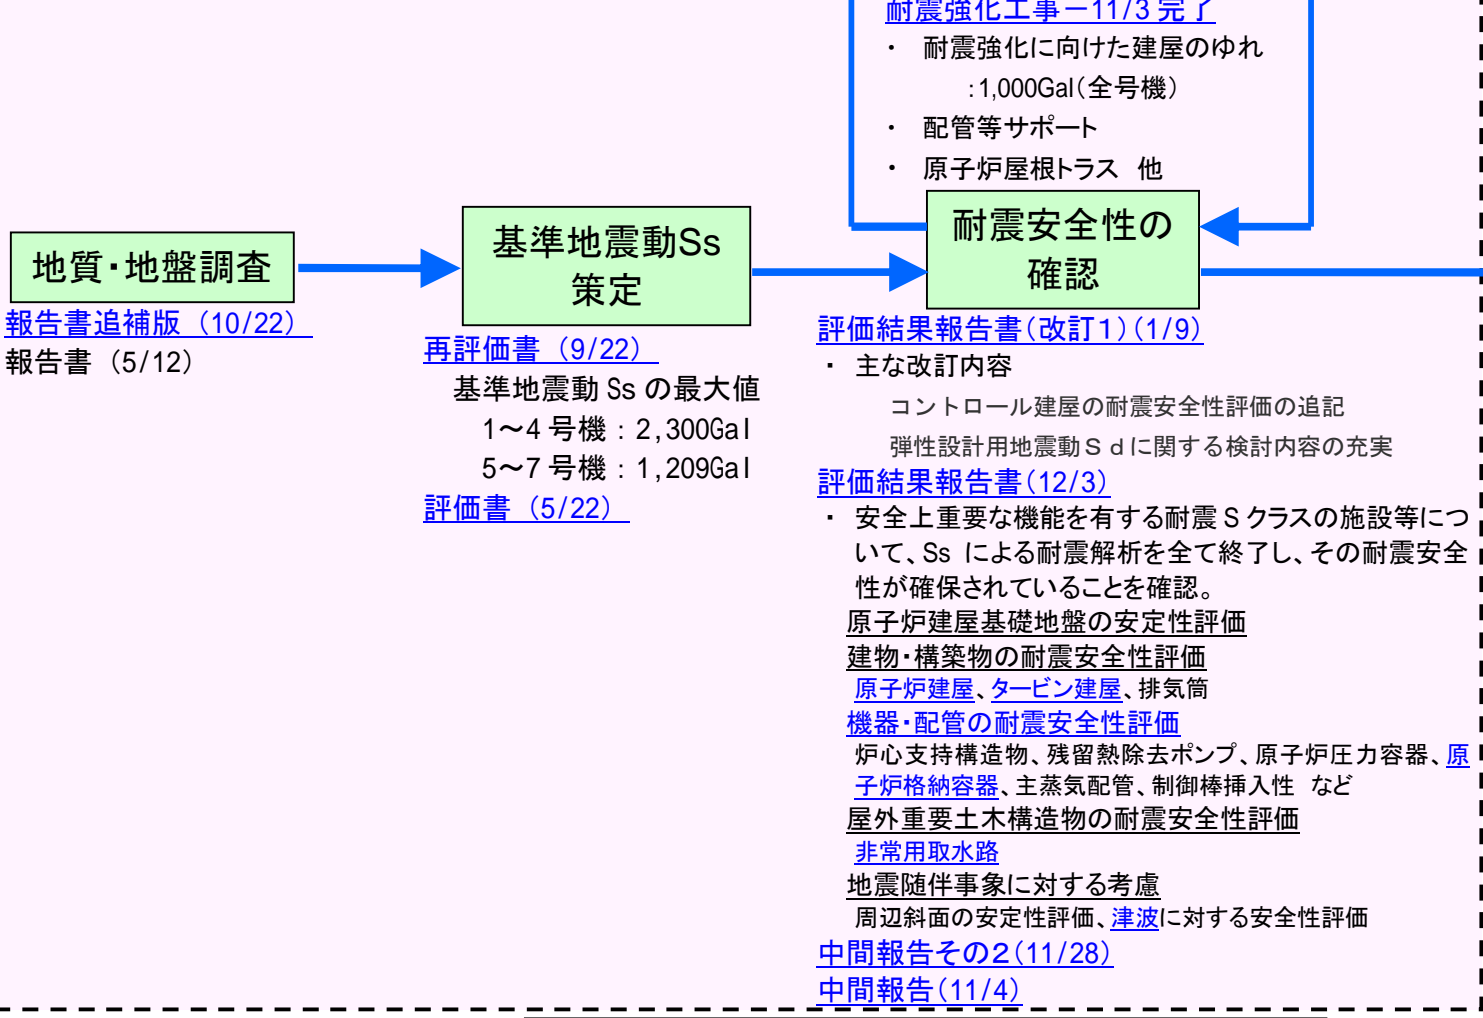 耐震強化工事－11/3 完了
・ 耐震強化に向けた建屋のゆれ
：1,000Gal（全号機）
・ 配管等サポート
・ 原子炉屋根トラス 他
地質・地盤調査
報告書追補版（10/22）
報告書（5/12）
基準地震動Ss
策定
再評価書（9/22）
基準地震動 Ss の最大値
1～4 号機：2,300Gal
5～7 号機：1,209Gal
評価書（5/22）
耐震安全性の
確認
評価結果報告書（改訂１）（1/9）
・ 主な改訂内容
コントロール建屋の耐震安全性評価の追記
弾性設計用地震動Ｓｄに関する検討内容の充実
評価結果報告書（12/3）
・ 安全上重要な機能を有する耐震 S クラスの施設等につ
いて、Ss による耐震解析を全て終了し、その耐震安全
性が確保されていることを確認。
原子炉建屋基礎地盤の安定性評価
建物・構築物の耐震安全性評価
原子炉建屋、タービン建屋、排気筒
機器・配管の耐震安全性評価
炉心支持構造物、残留熱除去ポンプ、原子炉圧力容器、原
子炉格納容器、主蒸気配管、制御棒挿入性 など
屋外重要土木構造物の耐震安全性評価
非常用取水路
地震随伴事象に対する考慮
周辺斜面の安定性評価、津波に対する安全性評価
中間報告その２（11/28）
中間報告（11/4）